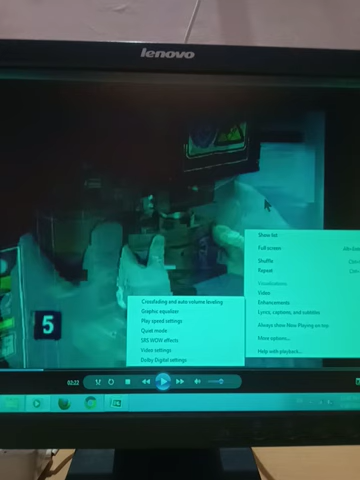 lenovo
Show list
Full screen
Shuffle
Repeat
Visualizations
Video
Enhancements
Lyrics, captions, and subtitles
Always show Now Playing on top
More options...
Help with playback...
Crossfading and auto volume leveling
Graphic equalizer
Play speed settings
Quiet mode
SRS WOW effects
Video settings
Dolby Digital settings
5
02:22